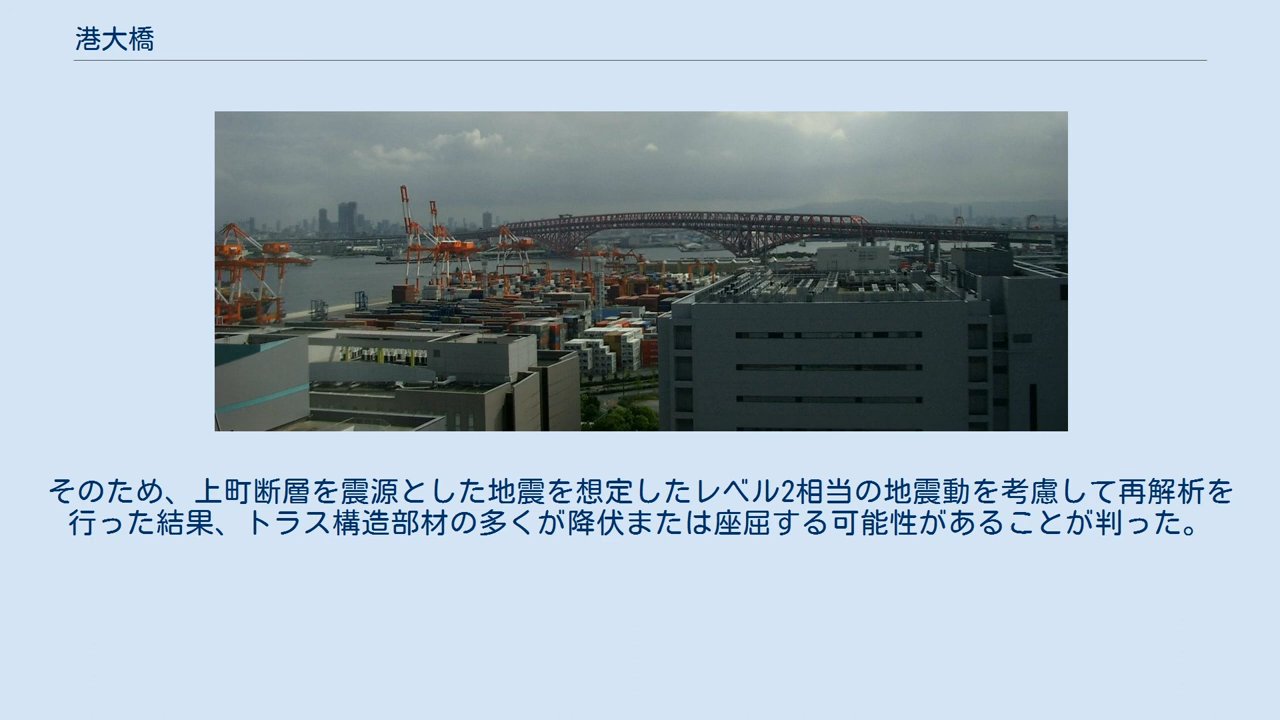 港大橋
そのため、上町断層を震源とした地震を想定したレベル2相当の地震動を考慮して再解析を
行った結果、トラス構造部材の多くが降伏または座屈する可能性があることが判った。